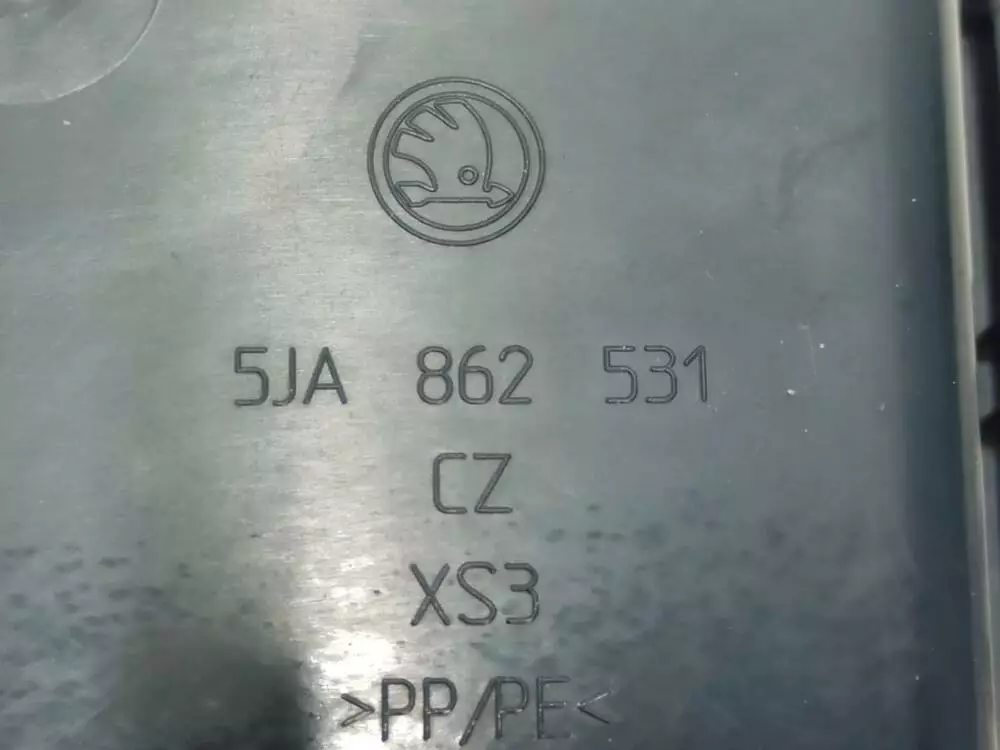 5JA 862 531
CZ
XS3
>PP/PE<